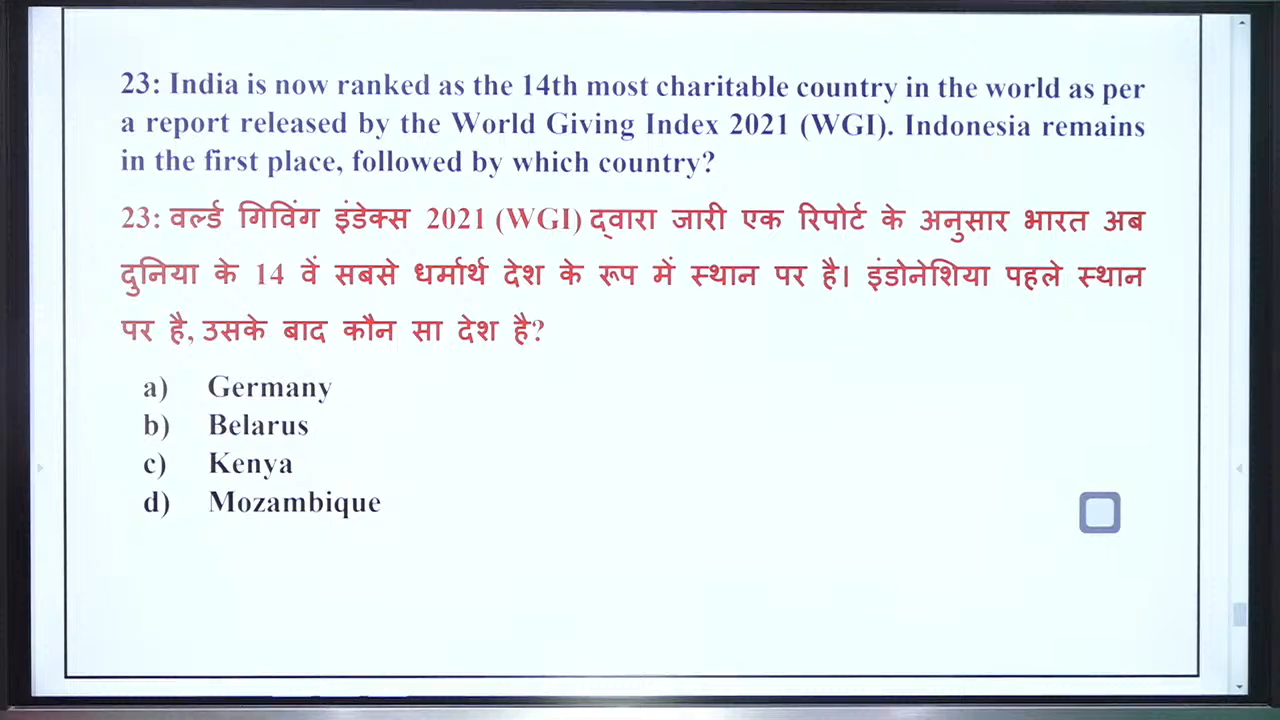 23: India is now ranked as the 14th most charitable country in the world as per
a report released by the World Giving Index 2021 (WGI). Indonesia remains
in the first place, followed by which country?
23: वर्ल्ड गिविंग इंडेक्स 2021 (WGI) द्वारा जारी एक रिपोर्ट के अनुसार भारत अब
दुनिया के 14 वें सबसे धर्मार्थ देश के रूप में स्थान पर है। इंडोनेशिया पहले स्थान
पर है, उसके बाद कौन सा देश है?
a) Germany
b) Belarus
c) Kenya
d) Mozambique